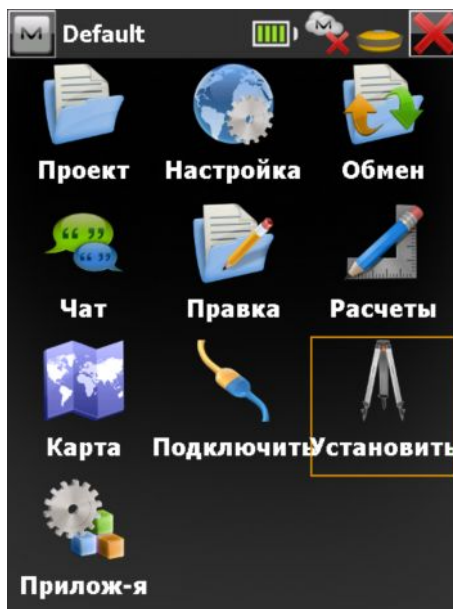 Default
Проект Настройка Обмен
Чат Правка Расчеты
Карта Подключить Установить
Прилож-я